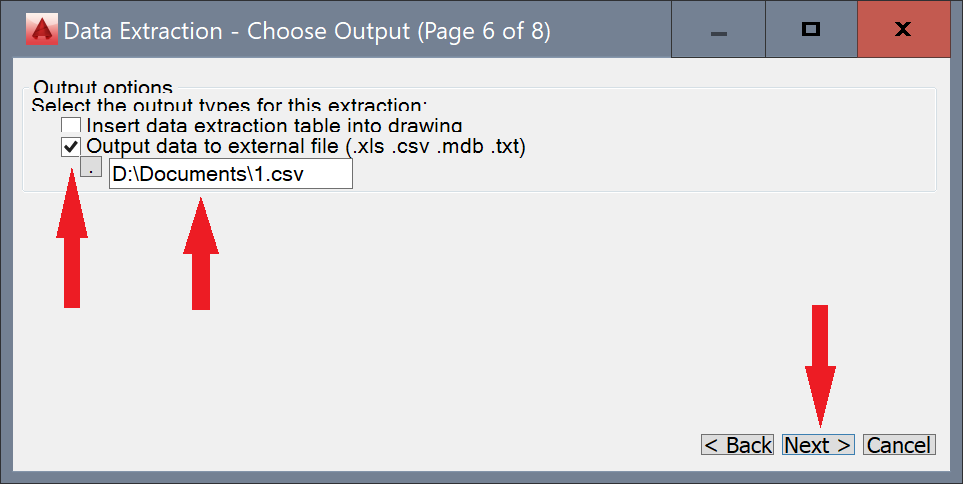 Data Extraction - Choose Output (Page 6 of 8)
Output options
Select the output types for this extraction:
Insert data extraction table into drawing
Output data to external file (.xls .csv .mdb .txt)
. D:\Documents\1.csv
< Back Next > Cancel